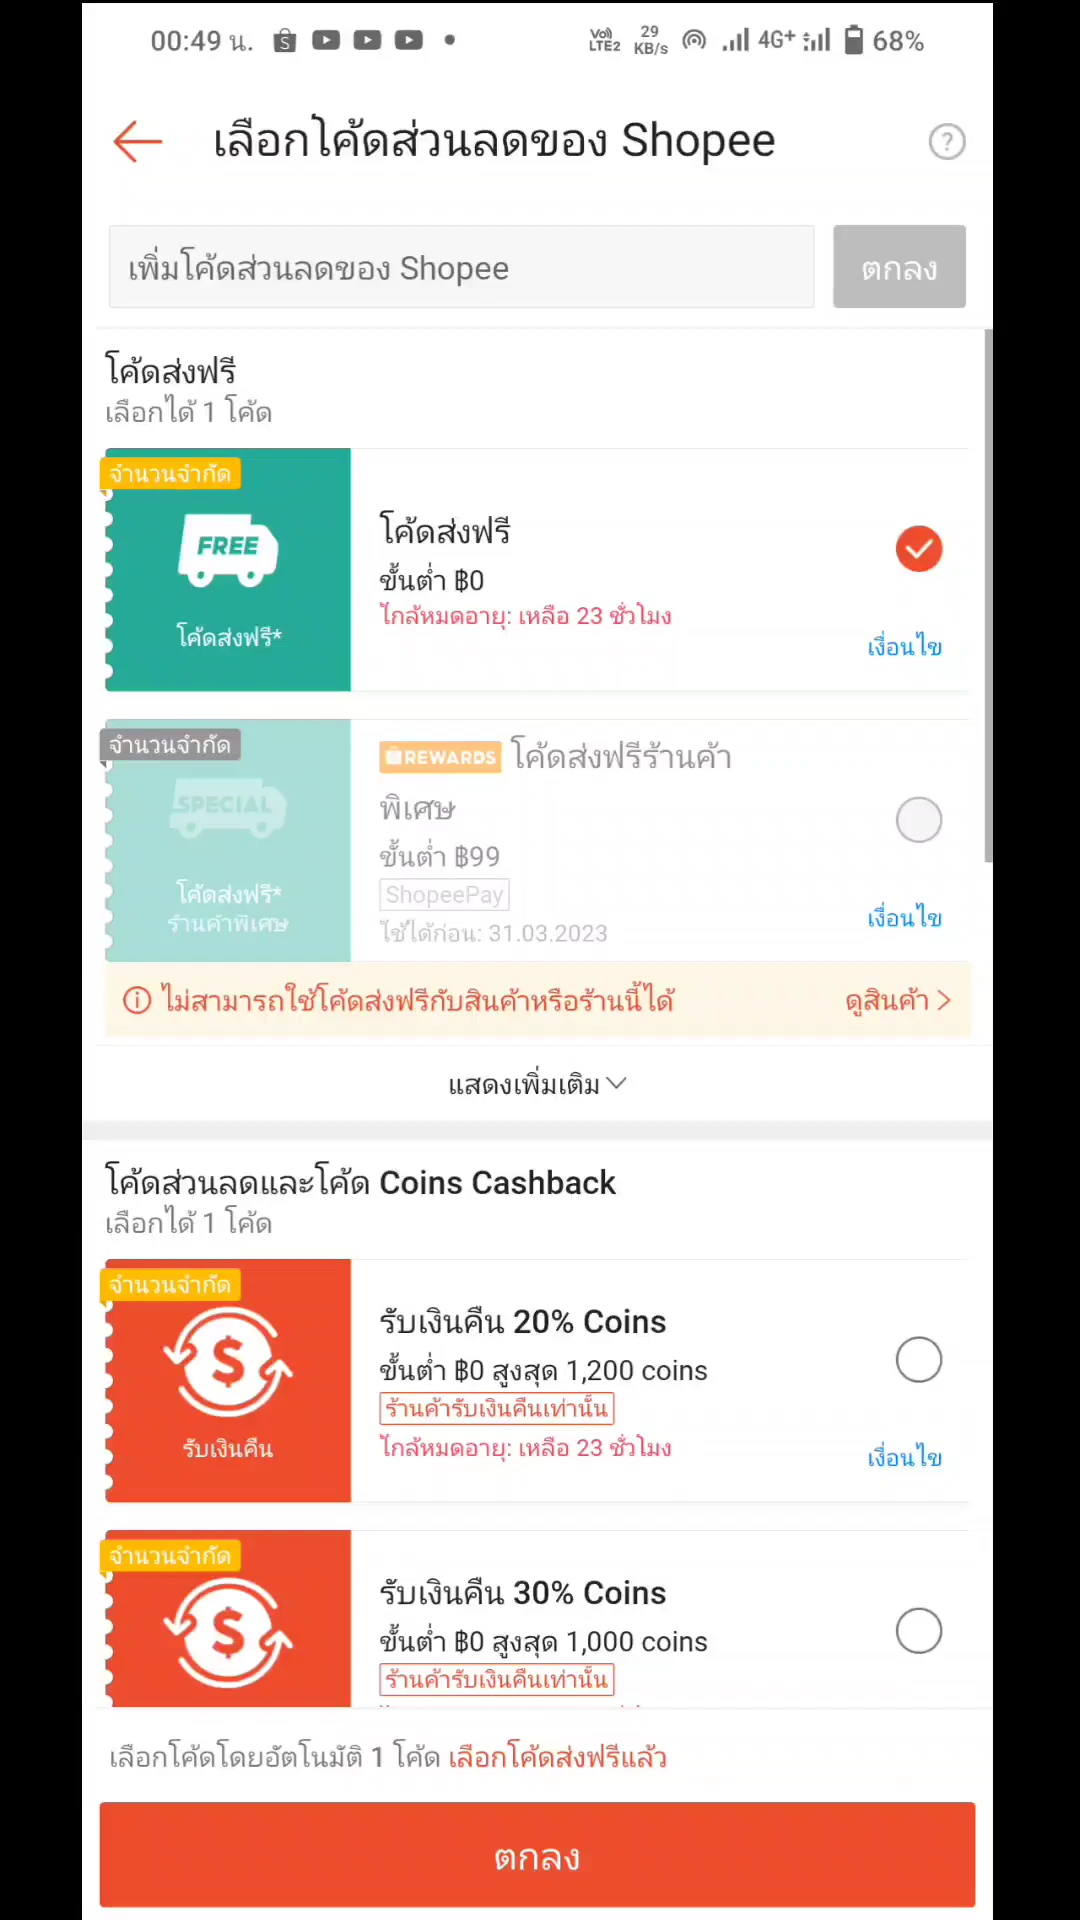 00:49 น.
Vo) LTE2 29 KB/s 4G+ 68%
เลือกโค้ดส่วนลดของ Shopee
?
เพิ่มโค้ดส่วนลดของ Shopee
ตกลง
โค้ดส่งฟรี
เลือกได้ 1 โค้ด
จำนวนจำกัด
FREE
โค้ดส่งฟรี*
โค้ดส่งฟรี
ขั้นต่ำ ฿0
ใกล้หมดอายุ: เหลือ 23 ชั่วโมง
เงื่อนไข
จำนวนจำกัด
SPECIAL
โค้ดส่งฟรี*
ร้านค้าพิเศษ
REWARDS โค้ดส่งฟรีร้านค้า
พิเศษ
ขั้นต่ำ ฿99
ShopeePay
ใช้ได้ก่อน: 31.03.2023
เงื่อนไข
ไม่สามารถใช้โค้ดส่งฟรีกับสินค้าหรือร้านนี้ได้
ดูสินค้า >
แสดงเพิ่มเติม
โค้ดส่วนลดและโค้ด Coins Cashback
เลือกได้ 1 โค้ด
จำนวนจำกัด
$
รับเงินคืน
รับเงินคืน 20% Coins
ขั้นต่ำ ฿0 สูงสุด 1,200 coins
ร้านค้ารับเงินคืนเท่านั้น
ใกล้หมดอายุ: เหลือ 23 ชั่วโมง
เงื่อนไข
จำนวนจำกัด
$
รับเงินคืน 30% Coins
ขั้นต่ำ ฿0 สูงสุด 1,000 coins
ร้านค้ารับเงินคืนเท่านั้น
เลือกโค้ดโดยอัตโนมัติ 1 โค้ด เลือกโค้ดส่งฟรีแล้ว
ตกลง